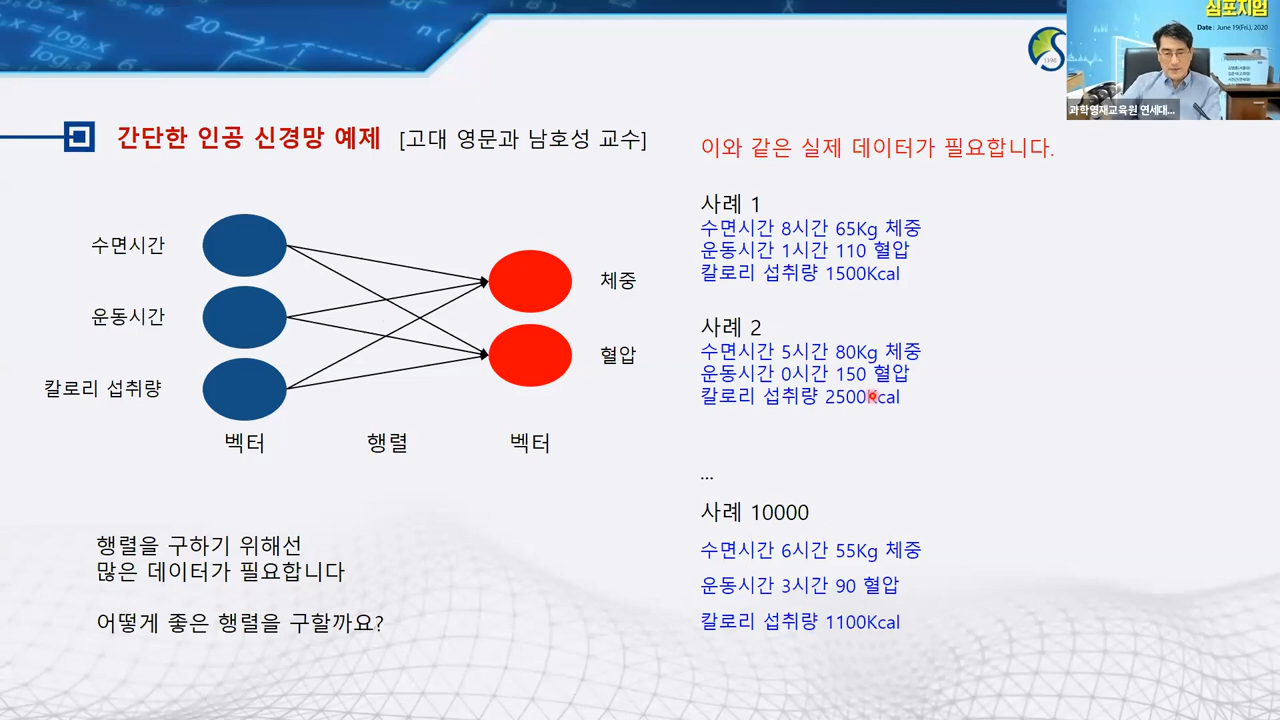 심포지엄
Date : June 19(Fri.), 2020
과학영재교육원 연세대...
간단한 인공 신경망 예제 [고대 영문과 남호성 교수]
수면시간
운동시간
칼로리 섭취량
체중
혈압
벡터 행렬 벡터
행렬을 구하기 위해선
많은 데이터가 필요합니다
어떻게 좋은 행렬을 구할까요?
이와 같은 실제 데이터가 필요합니다.
사례 1
수면시간 8시간 65Kg 체중
운동시간 1시간 110 혈압
칼로리 섭취량 1500Kcal
사례 2
수면시간 5시간 80Kg 체중
운동시간 0시간 150 혈압
칼로리 섭취량 2500Kcal
...
사례 10000
수면시간 6시간 55Kg 체중
운동시간 3시간 90 혈압
칼로리 섭취량 1100Kcal